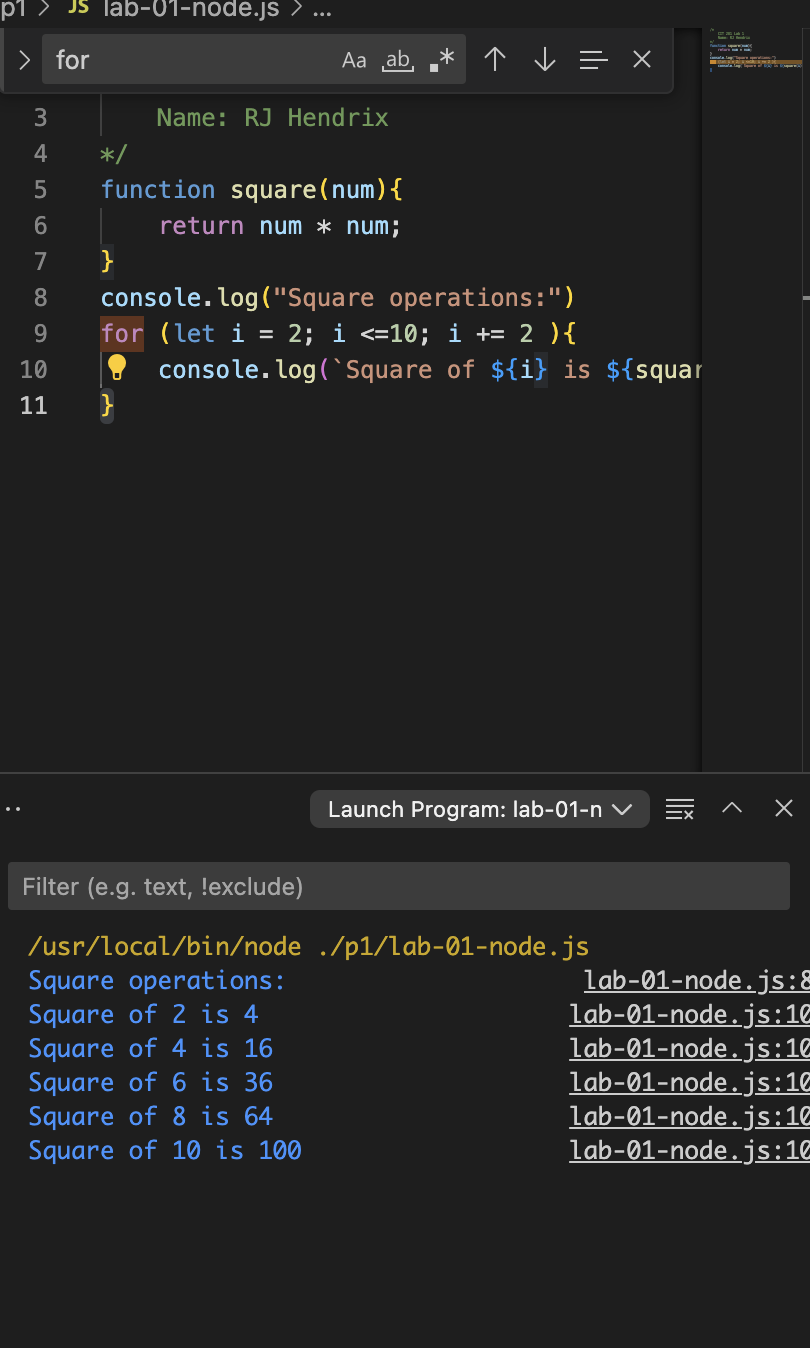 p1 > JS lab-01-node.js > ...
for Aa ab .*
3 Name: RJ Hendrix
4 */
5 function square(num){
6 return num * num;
7 }
8 console.log("Square operations:")
9 for (let i = 2; i <=10; i += 2 ){
10 console.log(`Square of ${i} is ${squar
11 }
Launch Program: lab-01-n
Filter (e.g. text, !exclude)
/usr/local/bin/node ./p1/lab-01-node.js
Square operations: lab-01-node.js:8
Square of 2 is 4 lab-01-node.js:10
Square of 4 is 16 lab-01-node.js:10
Square of 6 is 36 lab-01-node.js:10
Square of 8 is 64 lab-01-node.js:10
Square of 10 is 100 lab-01-node.js:10